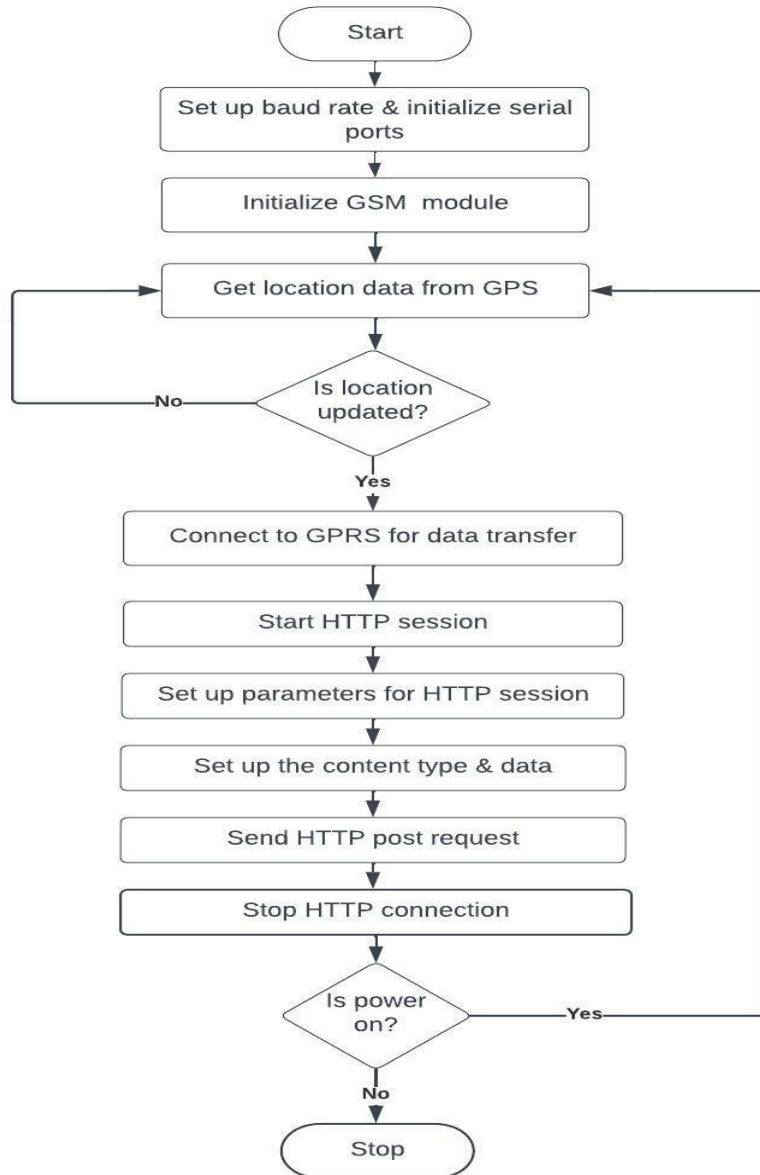 Start
Set up baud rate & initialize serial
ports
Initialize GSM module
Get location data from GPS
Is location
updated?
No
Yes
Connect to GPRS for data transfer
Start HTTP session
Set up parameters for HTTP session
Set up the content type & data
Send HTTP post request
Stop HTTP connection
Is power
on?
Yes
No
Stop